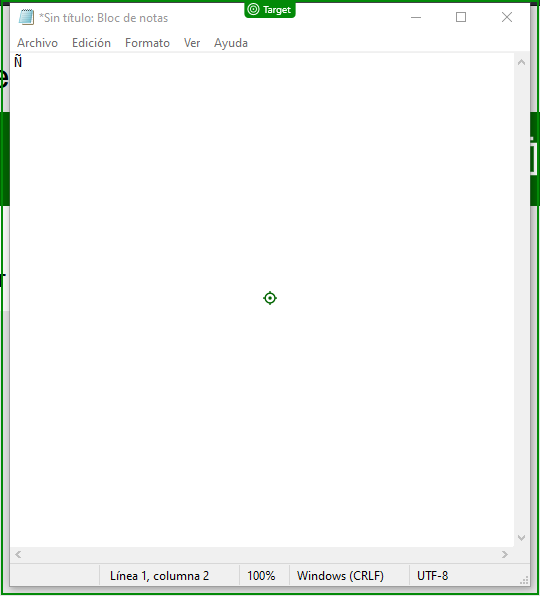 Target
*Sin título: Bloc de notas
Archivo Edición Formato Ver Ayuda
Ñ
Línea 1, columna 2 100% Windows (CRLF) UTF-8